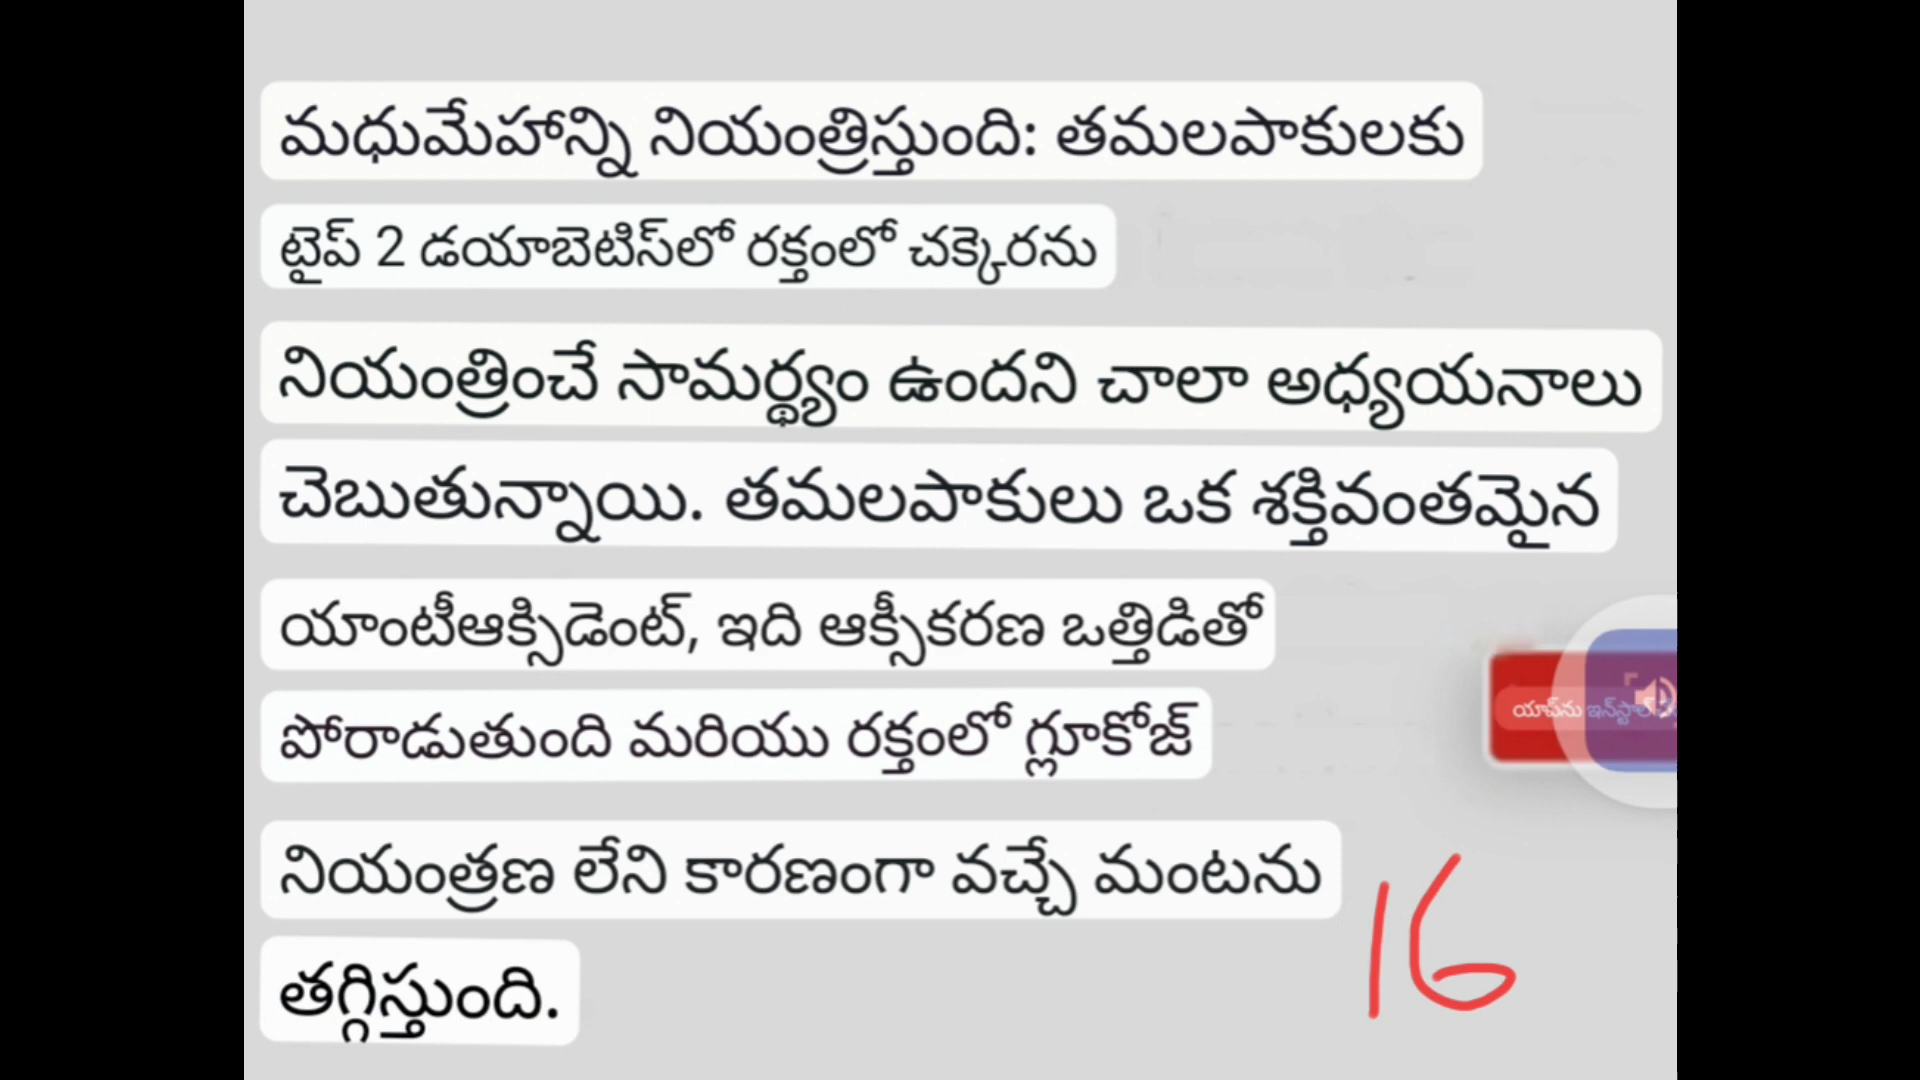 మధుమేహాన్ని నియంత్రిస్తుంది: తమలపాకులకు
టైప్ 2 డయాబెటిస్‌లో రక్తంలో చక్కెరను
నియంత్రించే సామర్థ్యం ఉందని చాలా అధ్యయనాలు
చెబుతున్నాయి. తమలపాకులు ఒక శక్తివంతమైన
యాంటీఆక్సిడెంట్, ఇది ఆక్సీకరణ ఒత్తిడితో
పోరాడుతుంది మరియు రక్తంలో గ్లూకోజ్
యాప్‌ను
నియంత్రణ లేని కారణంగా వచ్చే మంటను
తగ్గిస్తుంది.
16